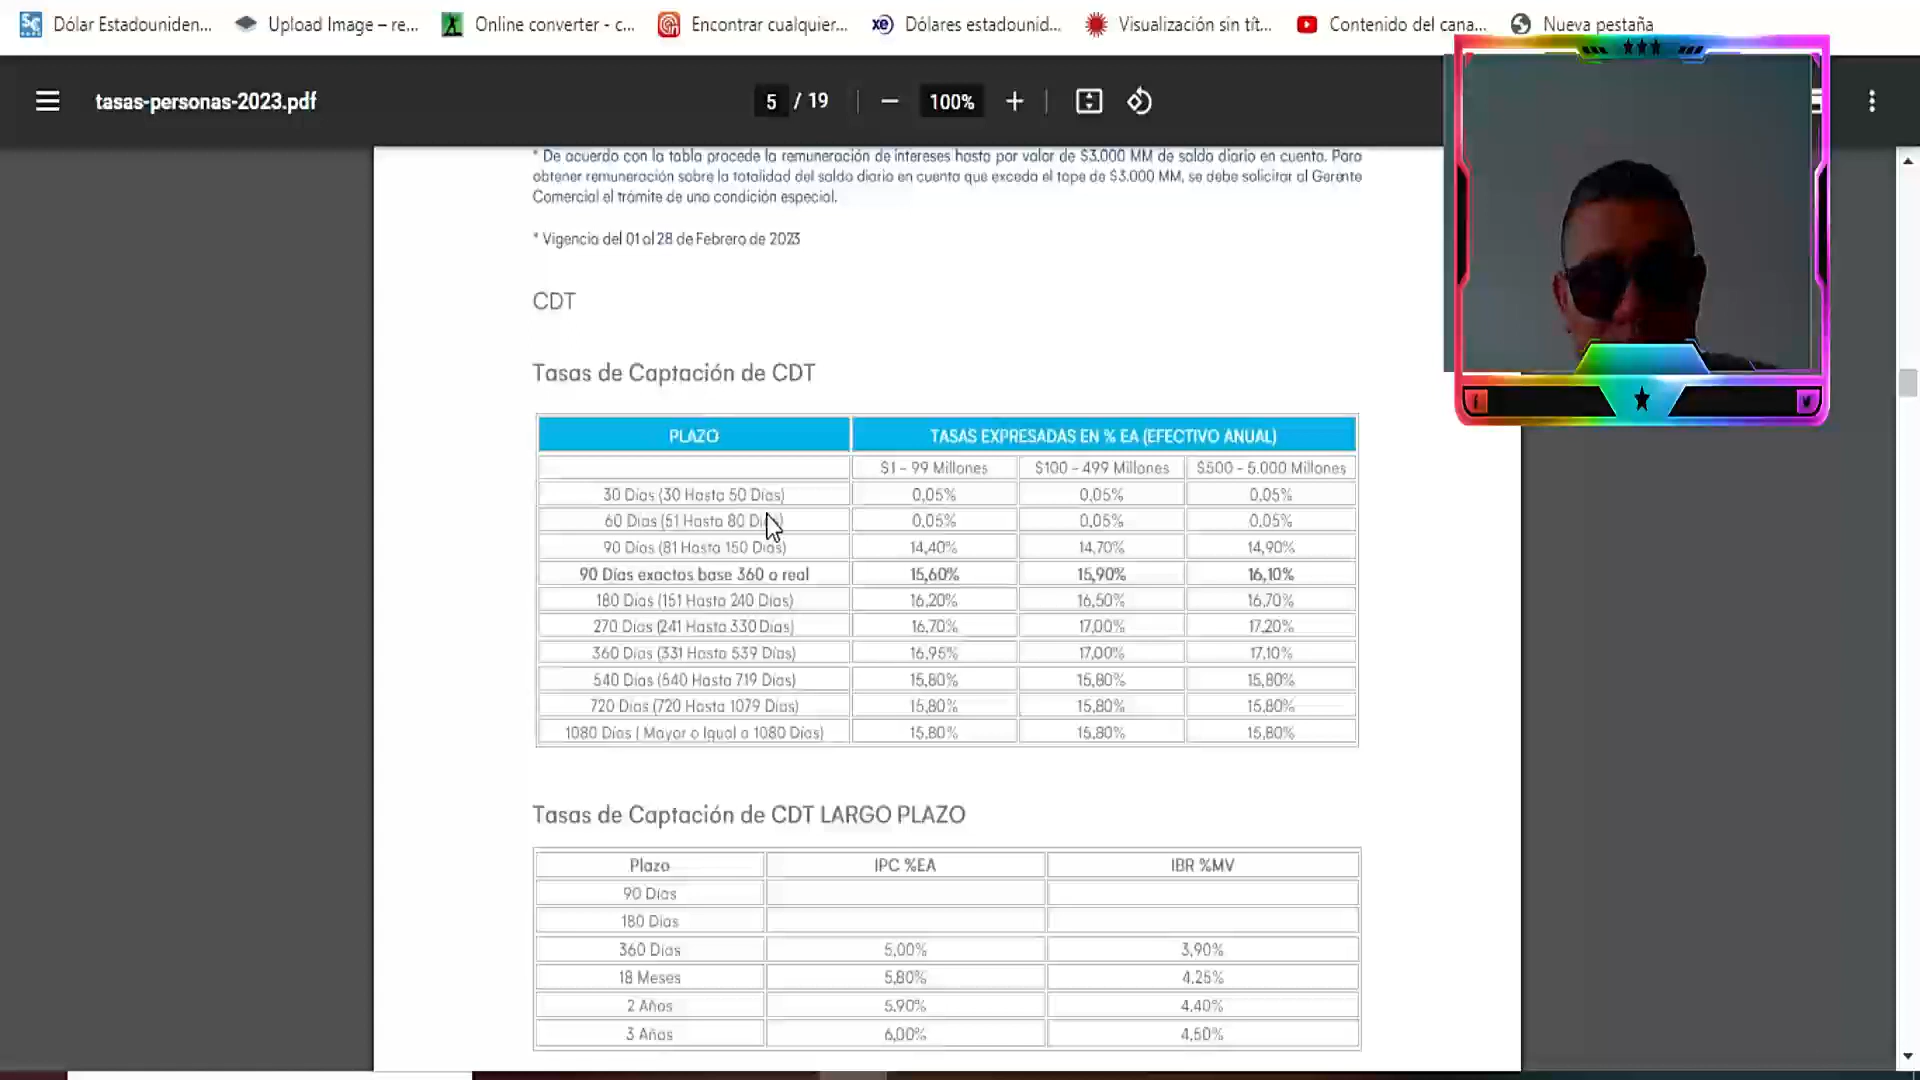 Dólar Estadouniden... Upload Image – re... Online converter - c... Encontrar cualquier... Dólares estadounid... Visualización sin tít... Contenido del cana... Nueva pestaña
tasas-personas-2023.pdf 5 / 19 100%
* De acuerdo con la tabla procede la remuneración de intereses hasta por valor de $3.000 MM de saldo diario en cuenta. Para
obtener remuneración sobre la totalidad del saldo diario en cuenta que exceda el tope de $3.000 MM, se debe solicitar al Gerente
Comercial el trámite de una condición especial.
* Vigencia del 01 al 28 de Febrero de 2023
CDT
Tasas de Captación de CDT
PLAZO TASAS EXPRESADAS EN % EA (EFECTIVO ANUAL)
$1 – 99 Millones $100 – 499 Millones $500 - 5.000 Millones
30 Días (30 Hasta 50 Días) 0,05% 0,05% 0,05%
60 Días (51 Hasta 80 Días) 0,05% 0,05% 0,05%
90 Días (81 Hasta 150 Días) 14,40% 14,70% 14,90%
90 Días exactos base 360 o real 15,60% 15,90% 16,10%
180 Días (151 Hasta 240 Días) 16,20% 16,50% 16,70%
270 Días (241 Hasta 330 Días) 16,70% 17,00% 17,20%
360 Días (331 Hasta 539 Días) 16,95% 17,00% 17,10%
540 Días (540 Hasta 719 Días) 15,80% 15,80% 15,80%
720 Días (720 Hasta 1079 Días) 15,80% 15,80% 15,80%
1080 Días ( Mayor o Igual a 1080 Días) 15,80% 15,80% 15,80%
Tasas de Captación de CDT LARGO PLAZO
Plazo IPC %EA IBR %MV
90 Días
180 Días
360 Días 5,00% 3,90%
18 Meses 5,80% 4,25%
2 Años 5,90% 4,40%
3 Años 6,00% 4,50%